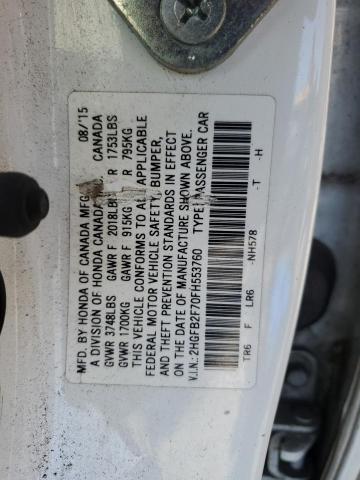 MFD. BY HONDA OF CANADA MFG. 08/15
A DIVISION OF HONDA CANADA CANADA
GVWR 3748LBS GAWR F 2018LBS R 1753LBS
GVWR 1700KG GAWR F 915KG R 795KG
THIS VEHICLE CONFORMS TO ALL APPLICABLE
FEDERAL MOTOR VEHICLE SAFETY, BUMPER,
AND THEFT PREVENTION STANDARDS IN EFFECT
ON THE DATE OF MANUFACTURE SHOWN ABOVE.
V.I.N.: 2HGFB2F70FH553760 TYPE: PASSENGER CAR
TR6 F LR6 -NH578 -T -H